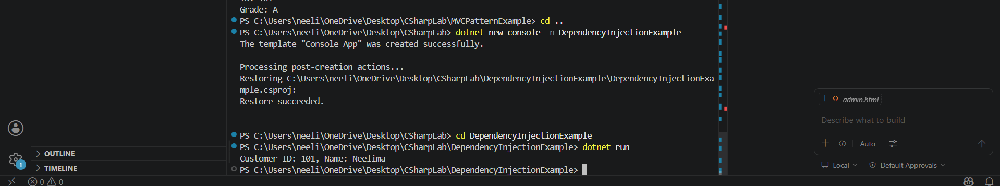 Grade: A
PS C:\Users\neeli\OneDrive\Desktop\CSharpLab\MVCPatternExample> cd ..
PS C:\Users\neeli\OneDrive\Desktop\CSharpLab> dotnet new console -n DependencyInjectionExample
The template "Console App" was created successfully.
Processing post-creation actions...
Restoring C:\Users\neeli\OneDrive\Desktop\CSharpLab\DependencyInjectionExample\DependencyInjectionExa
mple.csproj:
Restore succeeded.
PS C:\Users\neeli\OneDrive\Desktop\CSharpLab> cd DependencyInjectionExample
PS C:\Users\neeli\OneDrive\Desktop\CSharpLab\DependencyInjectionExample> dotnet run
Customer ID: 101, Name: Neelima
PS C:\Users\neeli\OneDrive\Desktop\CSharpLab\DependencyInjectionExample>
OUTLINE
TIMELINE
1
0 0
admin.html
Describe what to build
Auto
Local Default Approvals